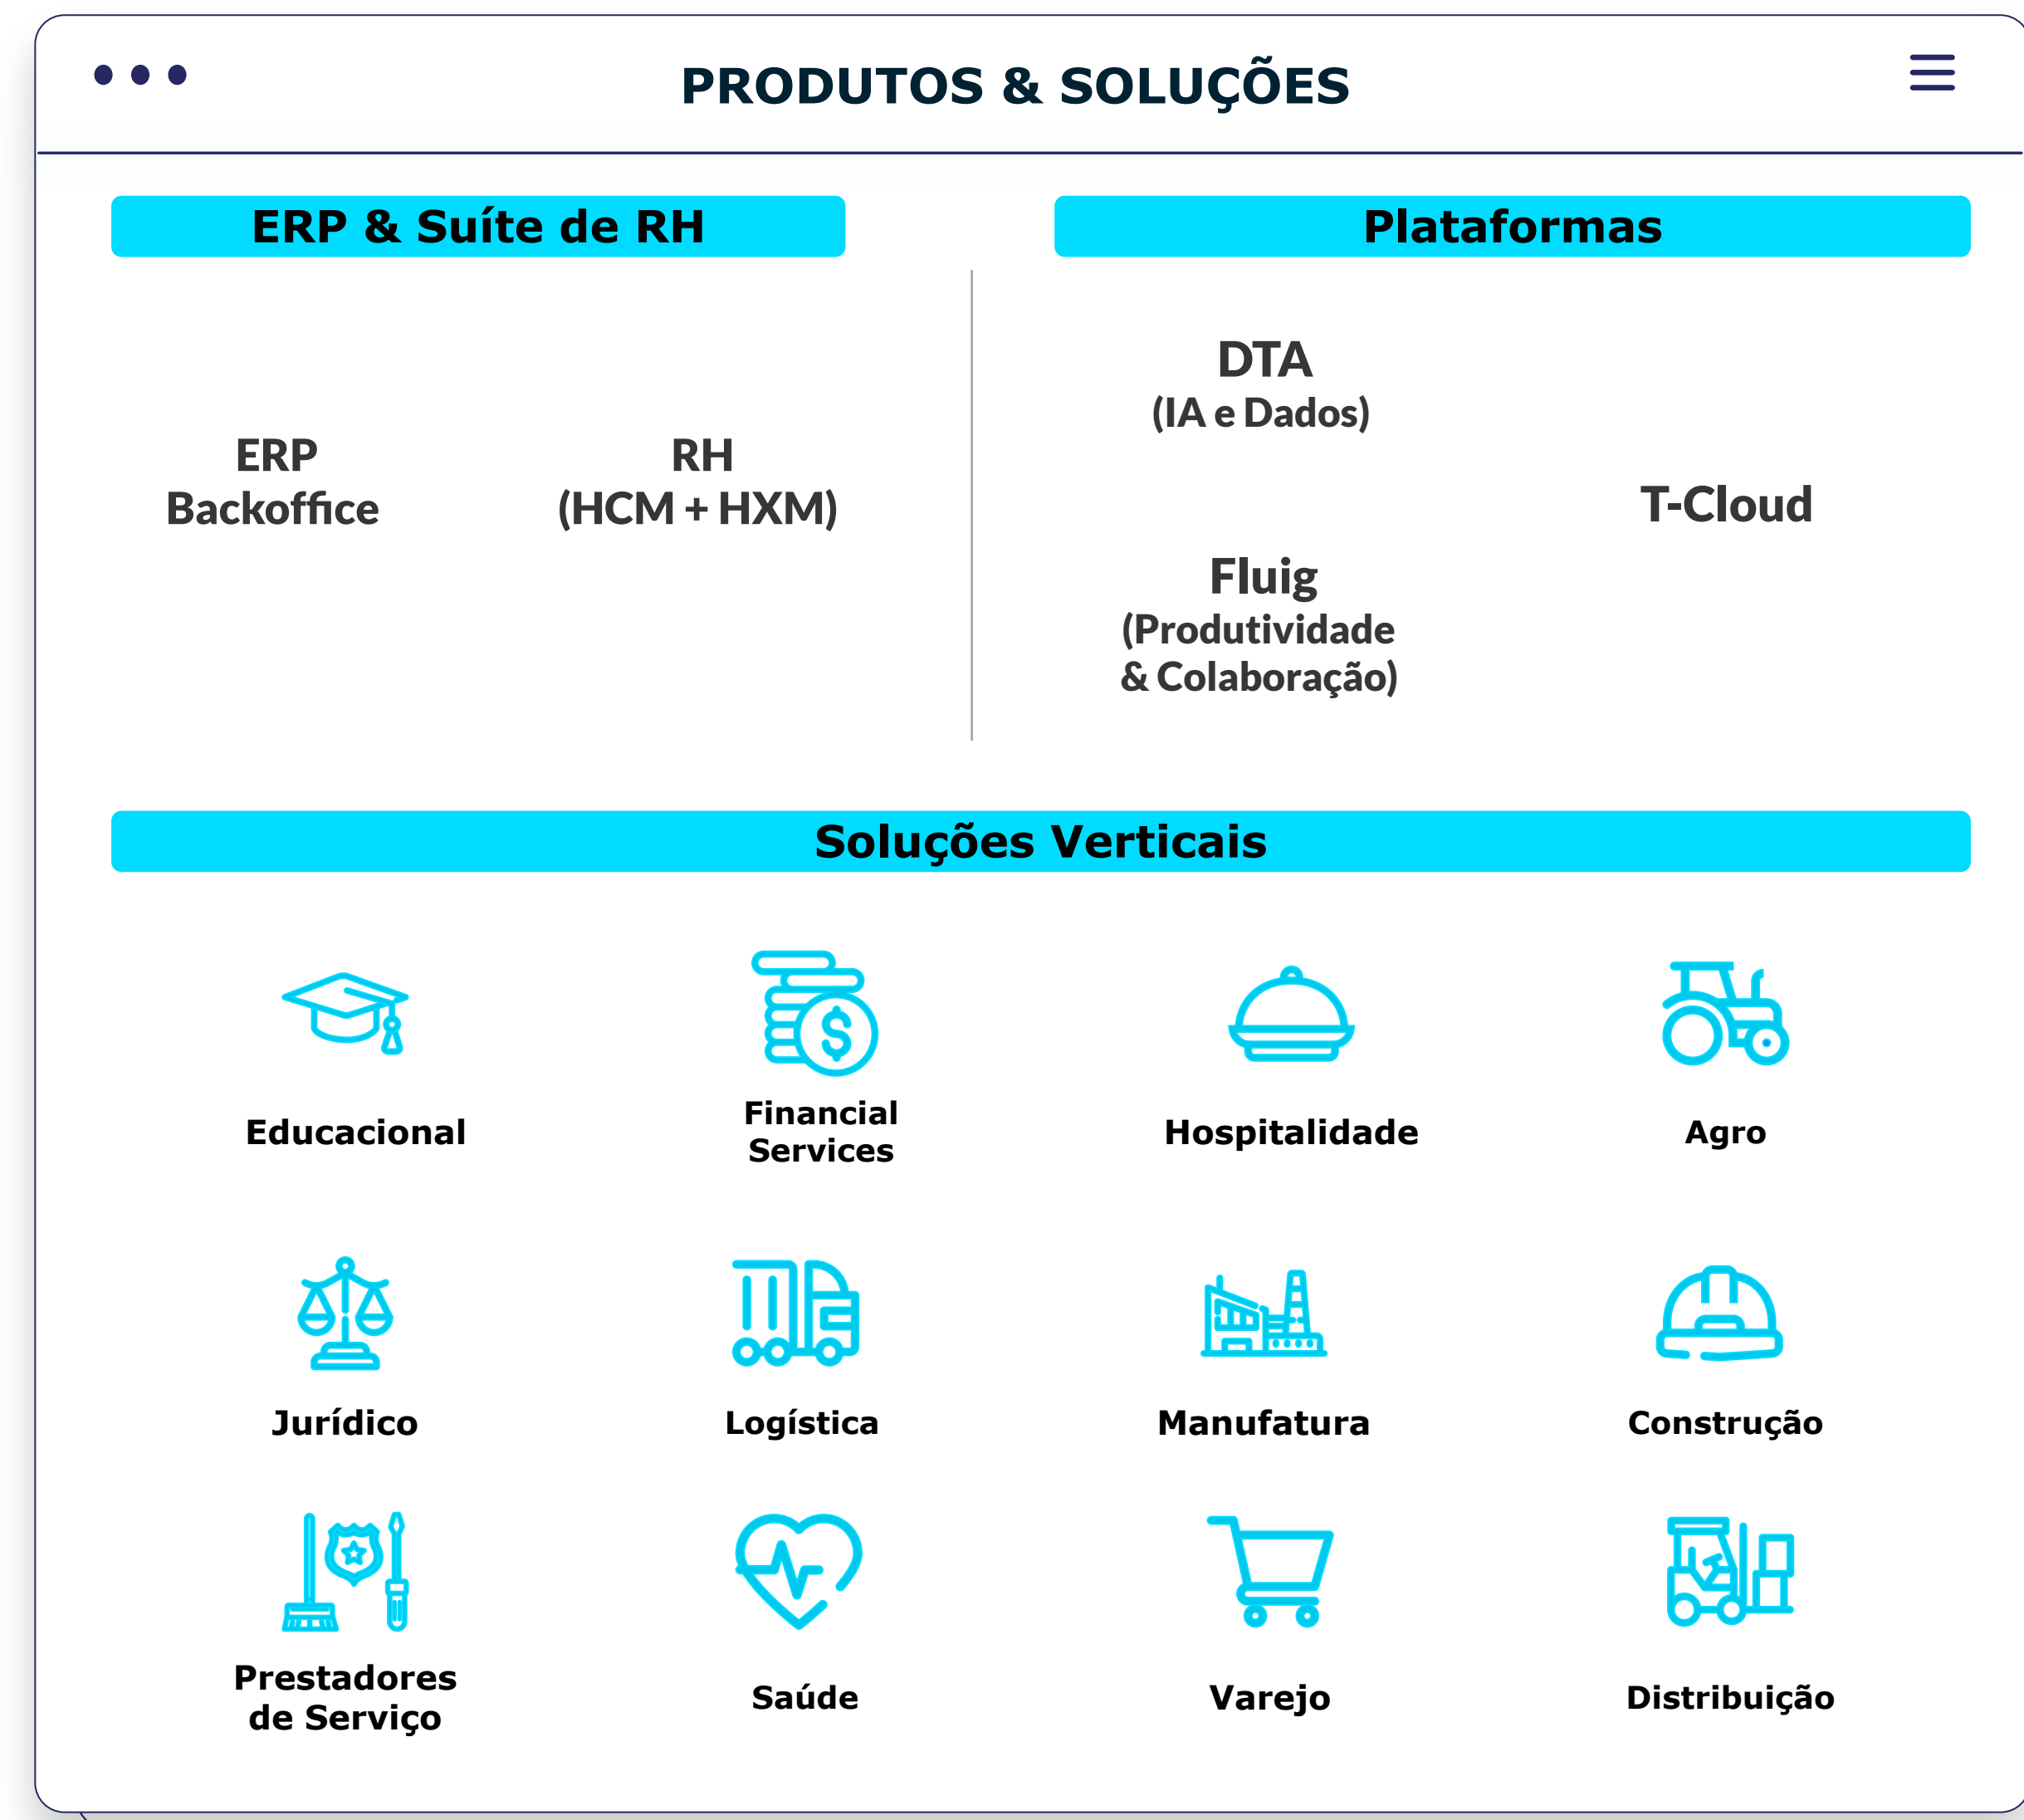 PRODUTOS & SOLUÇÕES
ERP & Suíte de RH
ERP
Backoffice
RH
(HCM + HXM)
Plataformas
DTA
(IA e Dados)
Fluig
(Produtividade
& Colaboração)
T-Cloud
Soluções Verticais
Educacional
Financial
Services
Hospitalidade
Agro
Jurídico
Logística
Manufatura
Construção
Prestadores
de Serviço
Saúde
Varejo
Distribuição